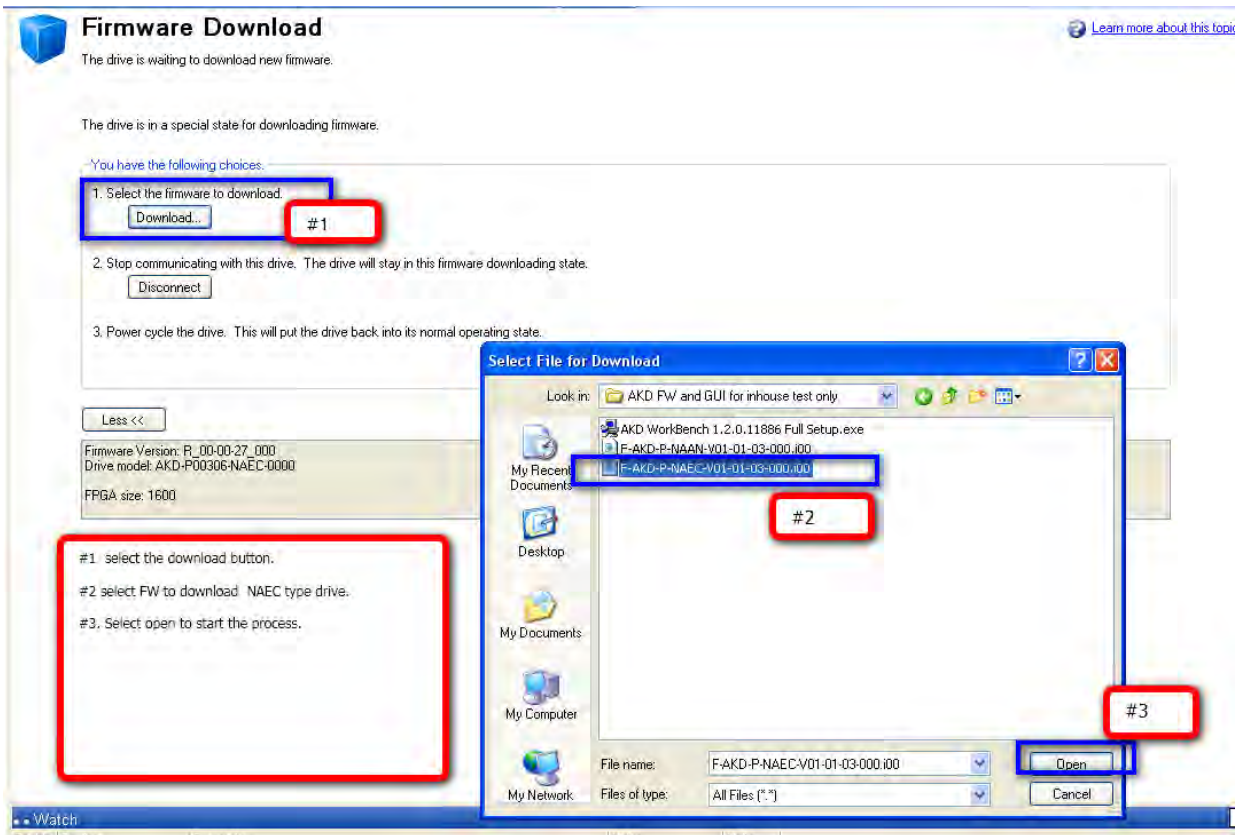 Firmware Download
Learn more about this topic
The drive is waiting to download new firmware.
The drive is in a special state for downloading firmware.
You have the following choices.
1. Select the firmware to download.
Download...
#1
2. Stop communicating with this drive. The drive will stay in this firmware downloading state.
Disconnect
3. Power cycle the drive. This will put the drive back into its normal operating state.
Less <<
Firmware Version: R_00-00-27_000
Drive model: AKD-P00306-NAEC-0000
FPGA size: 1600
#1 select the download button.
#2 select FW to download NAEC type drive.
#3. Select open to start the process.
Select File for Download
Look in:
AKD FW and GUI for inhouse test only
AKD WorkBench 1.2.0.11886 Full Setup.exe
F-AKD-P-NAAN-V01-01-03-000.i00
F-AKD-P-NAEC-V01-01-03-000.i00
#2
My Recent
Documents
Desktop
My Documents
My Computer
My Network
#3
File name:
F-AKD-P-NAEC-V01-01-03-000.i00
Open
Files of type:
All Files (*.*)
Cancel
Watch